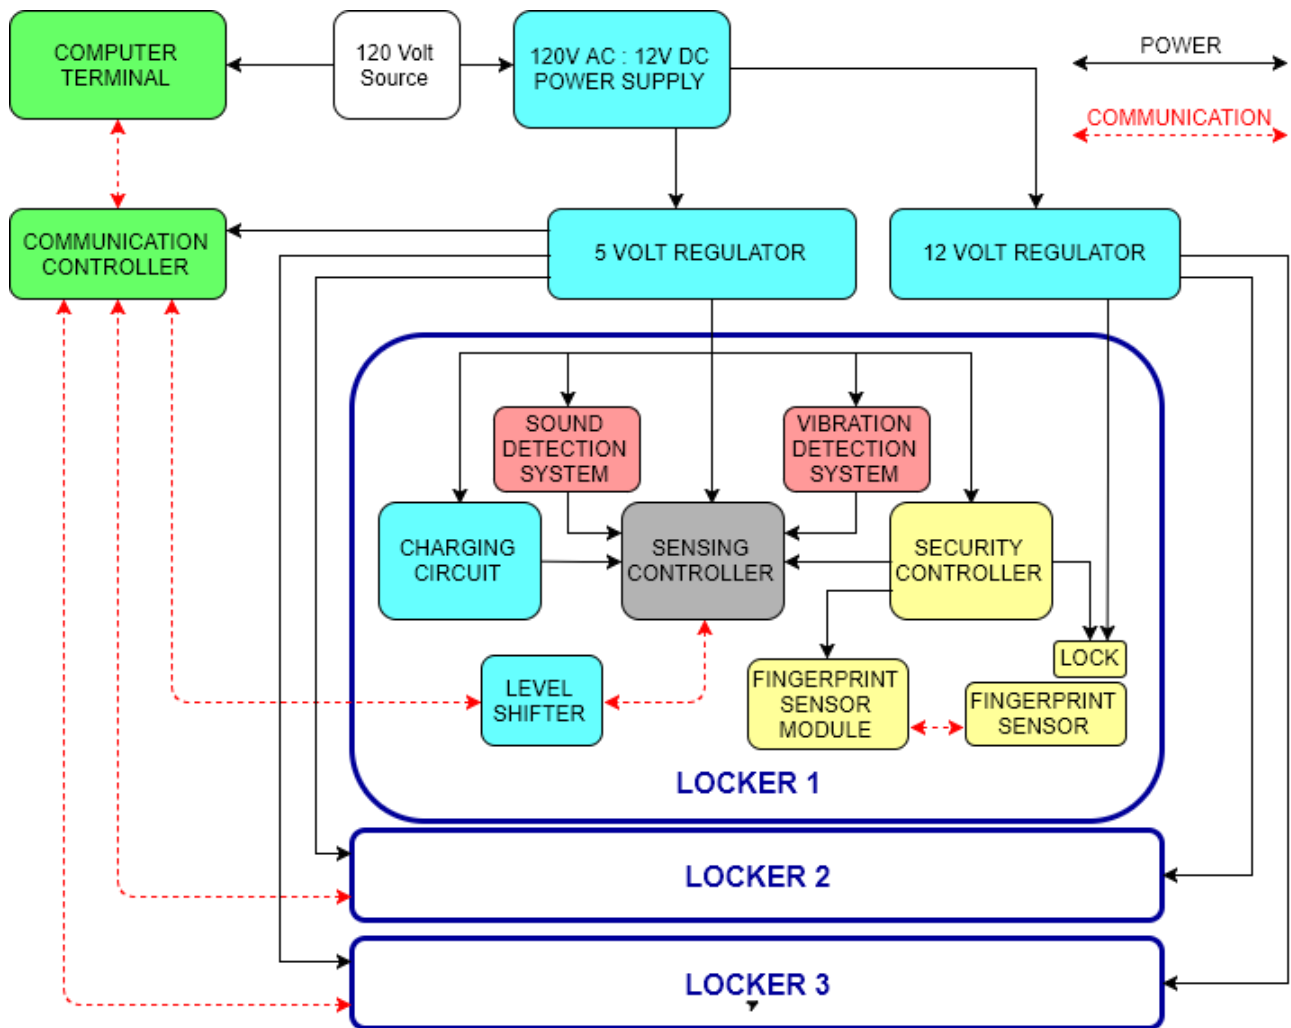 COMPUTER
TERMINAL
120 Volt
Source
120V AC : 12V DC
POWER SUPPLY
POWER
COMMUNICATION
COMMUNICATION
CONTROLLER
5 VOLT REGULATOR
12 VOLT REGULATOR
SOUND
DETECTION
SYSTEM
VIBRATION
DETECTION
SYSTEM
CHARGING
CIRCUIT
SENSING
CONTROLLER
SECURITY
CONTROLLER
LOCK
LEVEL
SHIFTER
FINGERPRINT
SENSOR
MODULE
FINGERPRINT
SENSOR
LOCKER 1
LOCKER 2
LOCKER 3